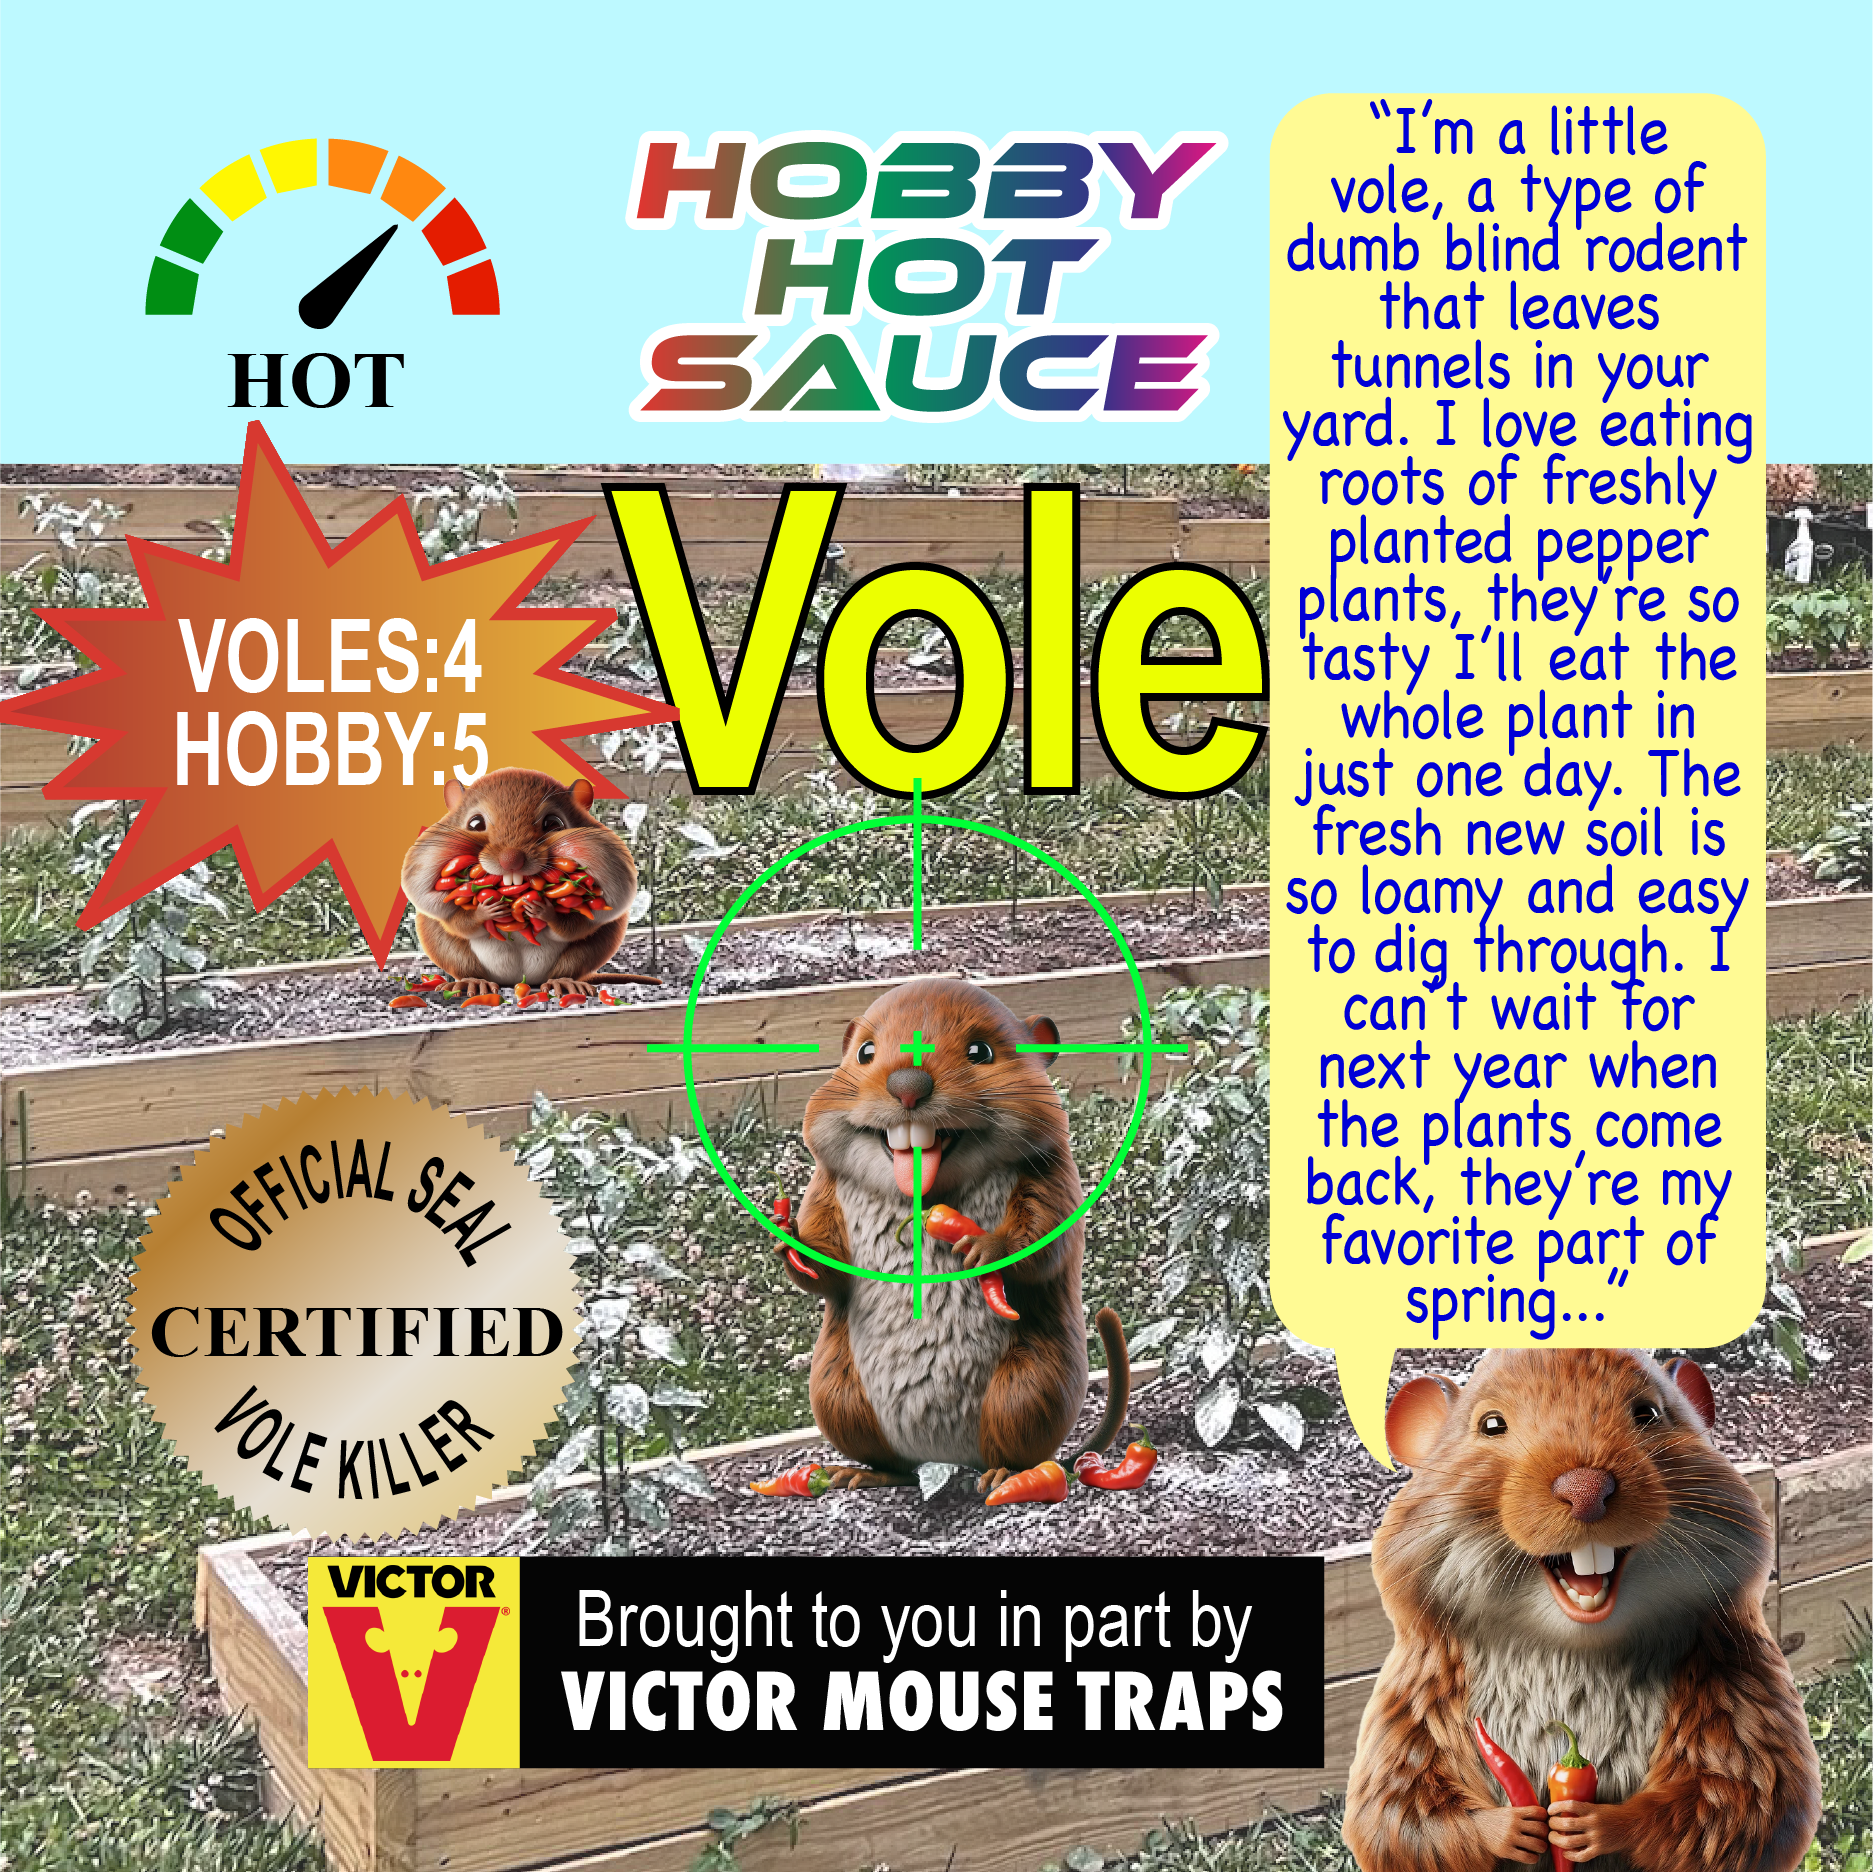 HOT
HOBBY
HOT
SAUCE
Vole
VOLES:4
HOBBY:5
OFFICIAL SEAL
CERTIFIED
VOLE KILLER
VICTOR
®
Brought to you in part by
VICTOR MOUSE TRAPS
“I’m a little
vole, a type of
dumb blind rodent
that leaves
tunnels in your
yard. I love eating
roots of freshly
planted pepper
plants, they’re so
tasty I’ll eat the
whole plant in
just one day. The
fresh new soil is
so loamy and easy
to dig through. I
can’t wait for
next year when
the plants come
back, they’re my
favorite part of
spring...”